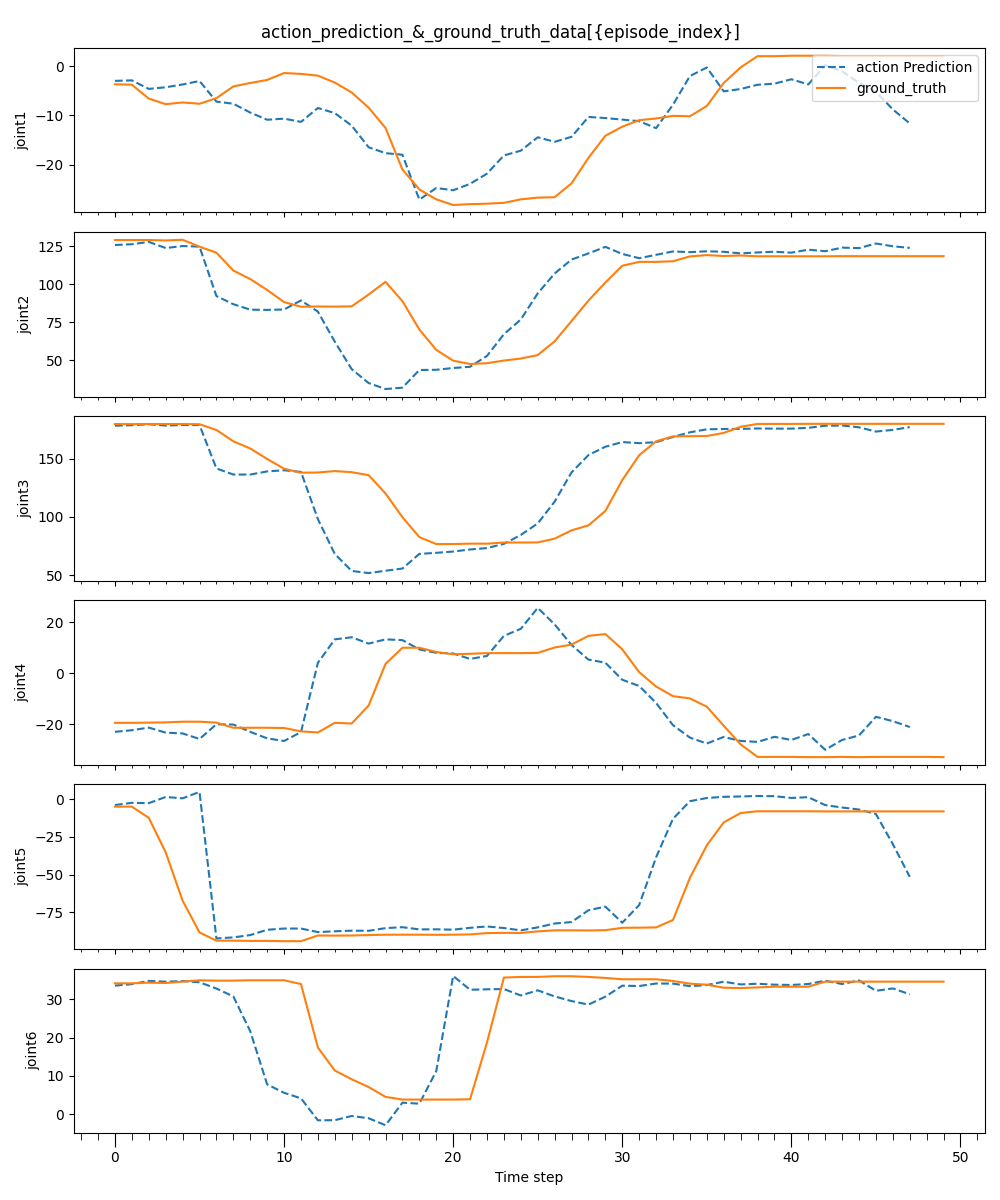 action_prediction_&_ground_truth_data[{episode_index}]
0
−10
−20
joint1
action Prediction
ground_truth
125
100
75
50
joint2
150
100
50
joint3
20
0
−20
joint4
0
−25
−50
−75
joint5
30
20
10
0
joint6
0 10 20 30 40 50
Time step